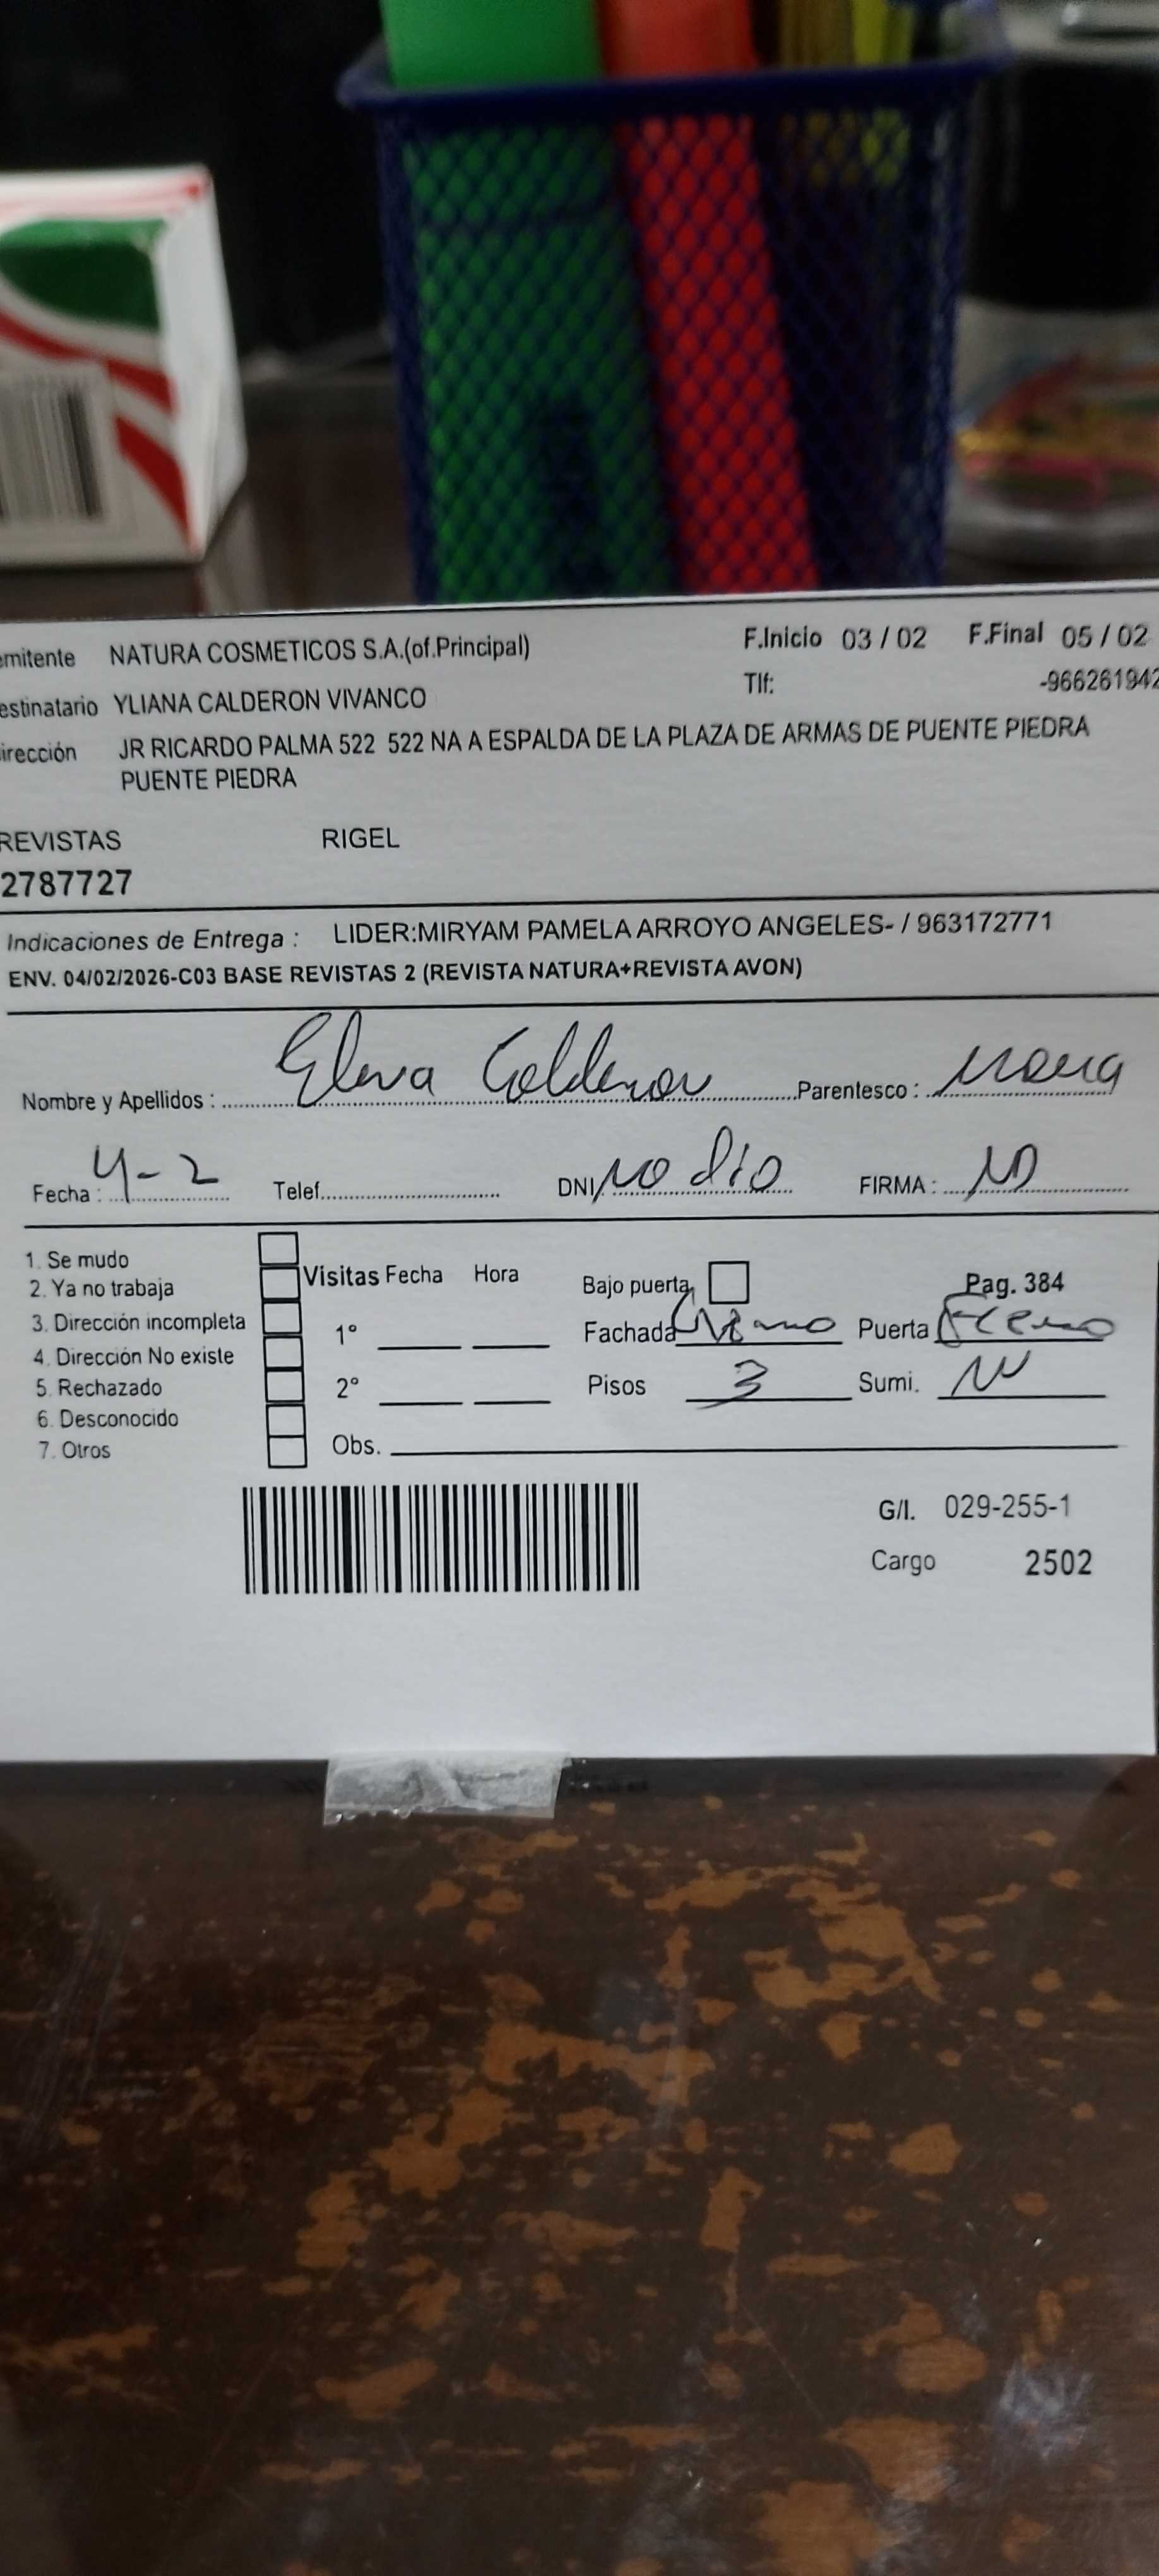 emitente NATURA COSMETICOS S.A.(of.Principal) F.Inicio 03 / 02 F.Final 05 / 02
estinatario YLIANA CALDERON VIVANCO Tlf: -966261942
irección JR RICARDO PALMA 522 522 NA A ESPALDA DE LA PLAZA DE ARMAS DE PUENTE PIEDRA
PUENTE PIEDRA
REVISTAS RIGEL
2787727
Indicaciones de Entrega : LIDER:MIRYAM PAMELA ARROYO ANGELES- / 963172771
ENV. 04/02/2026-C03 BASE REVISTAS 2 (REVISTA NATURA+REVISTA AVON)
Nombre y Apellidos : Calderon Parentesco :
Fecha : 4-2 Telef. DNI No dio FIRMA :
1. Se mudo
2. Ya no trabaja Visitas Fecha Hora Bajo puerta Pag. 384
3. Dirección incompleta 1° Fachada Puerta
4. Dirección No existe
5. Rechazado 2° Pisos 3 Sumi.
6. Desconocido
7. Otros Obs.
G/I. 029-255-1
Cargo 2502